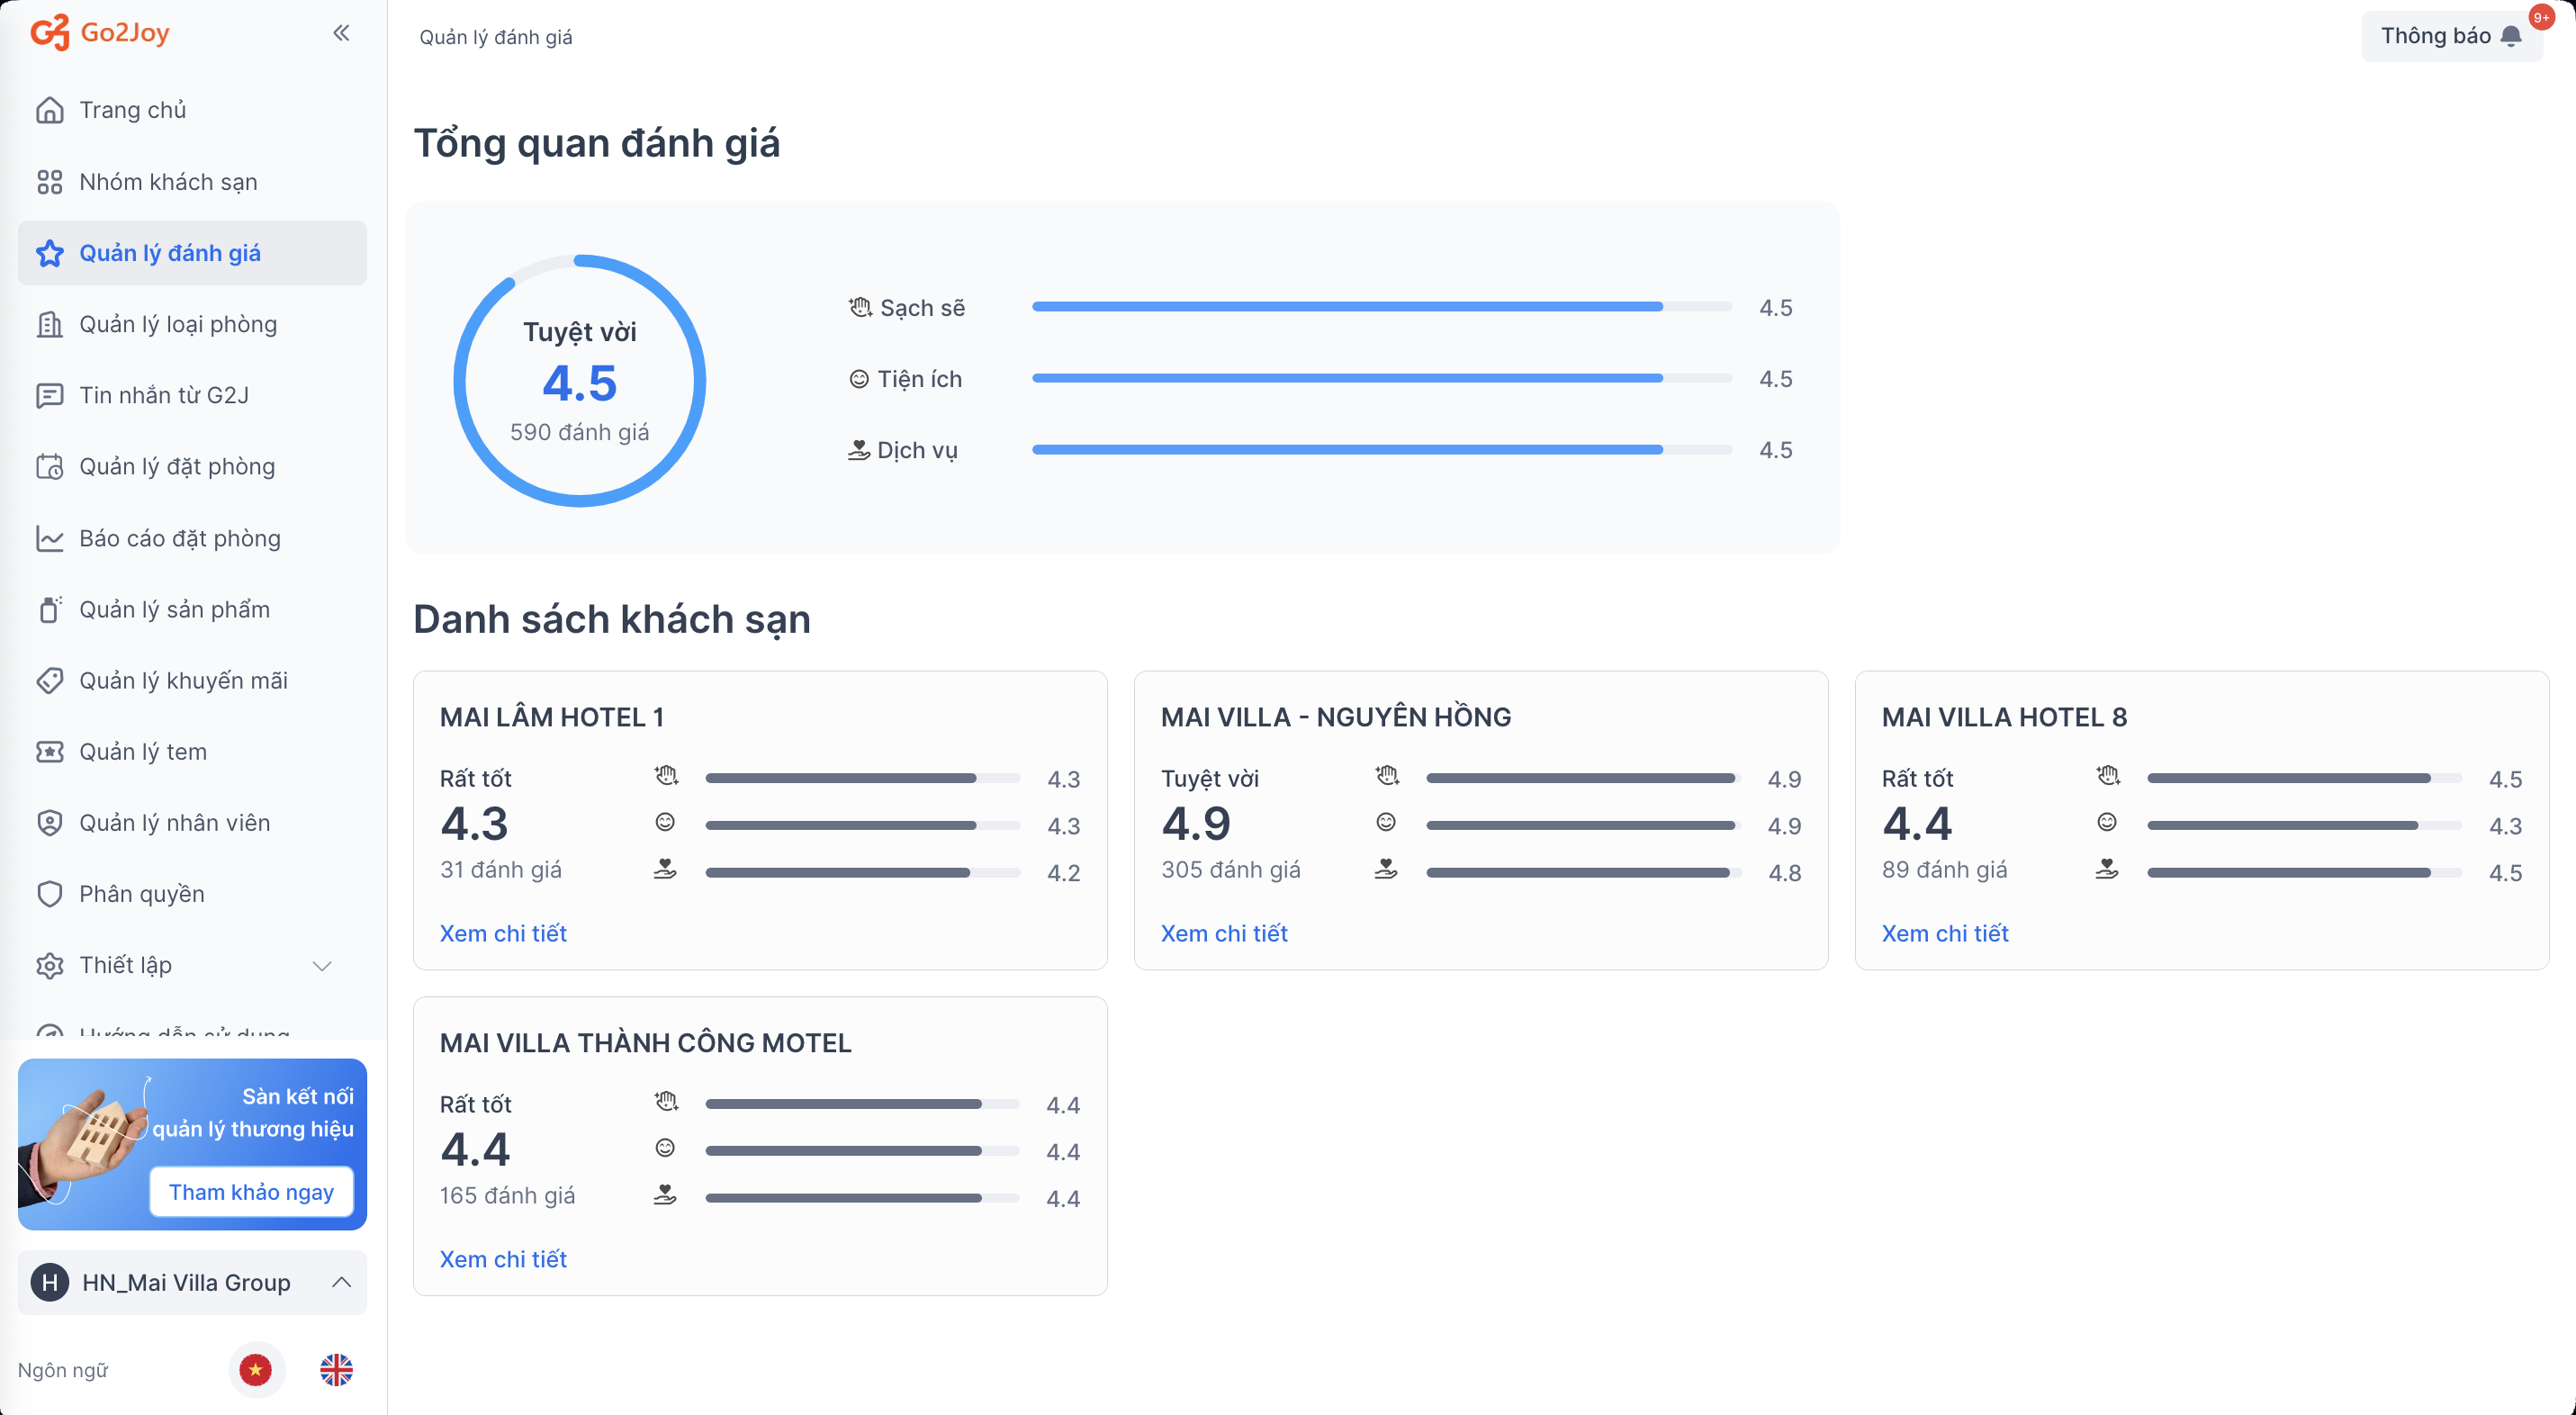 Go2Joy
Trang chủ
Nhóm khách sạn
Quản lý đánh giá
Quản lý loại phòng
Tin nhắn từ G2J
Quản lý đặt phòng
Báo cáo đặt phòng
Quản lý sản phẩm
Quản lý khuyến mãi
Quản lý tem
Quản lý nhân viên
Phân quyền
Thiết lập
Hướng dẫn sử dụng
Sàn kết nối
quản lý thương hiệu
Tham khảo ngay
H HN_Mai Villa Group
Ngôn ngữ
Quản lý đánh giá
Thông báo
9+
Tổng quan đánh giá
Tuyệt vời
4.5
590 đánh giá
Sạch sẽ 4.5
Tiện ích 4.5
Dịch vụ 4.5
Danh sách khách sạn
MAI LÂM HOTEL 1
Rất tốt
4.3
31 đánh giá
4.3
4.3
4.2
Xem chi tiết
MAI VILLA - NGUYÊN HỒNG
Tuyệt vời
4.9
305 đánh giá
4.9
4.9
4.8
Xem chi tiết
MAI VILLA HOTEL 8
Rất tốt
4.4
89 đánh giá
4.5
4.3
4.5
Xem chi tiết
MAI VILLA THÀNH CÔNG MOTEL
Rất tốt
4.4
165 đánh giá
4.4
4.4
4.4
Xem chi tiết